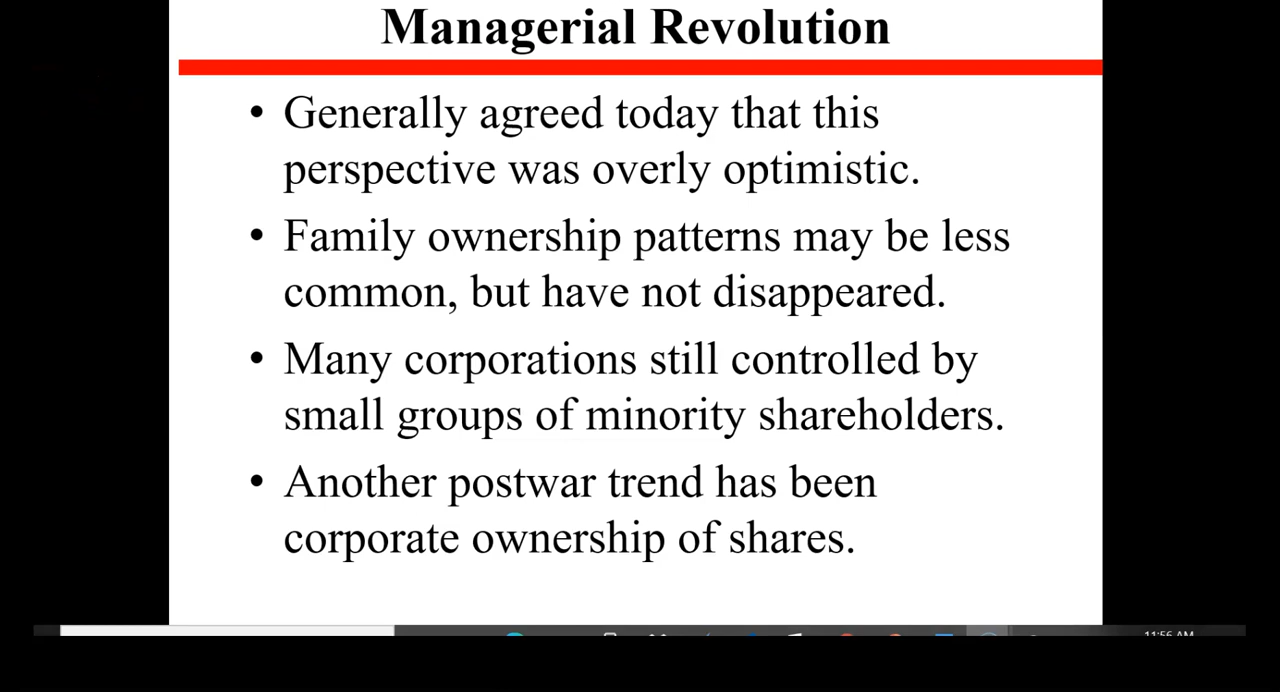 Managerial Revolution
• Generally agreed today that this
perspective was overly optimistic.
• Family ownership patterns may be less
common, but have not disappeared.
• Many corporations still controlled by
small groups of minority shareholders.
• Another postwar trend has been
corporate ownership of shares.
11:56 AM